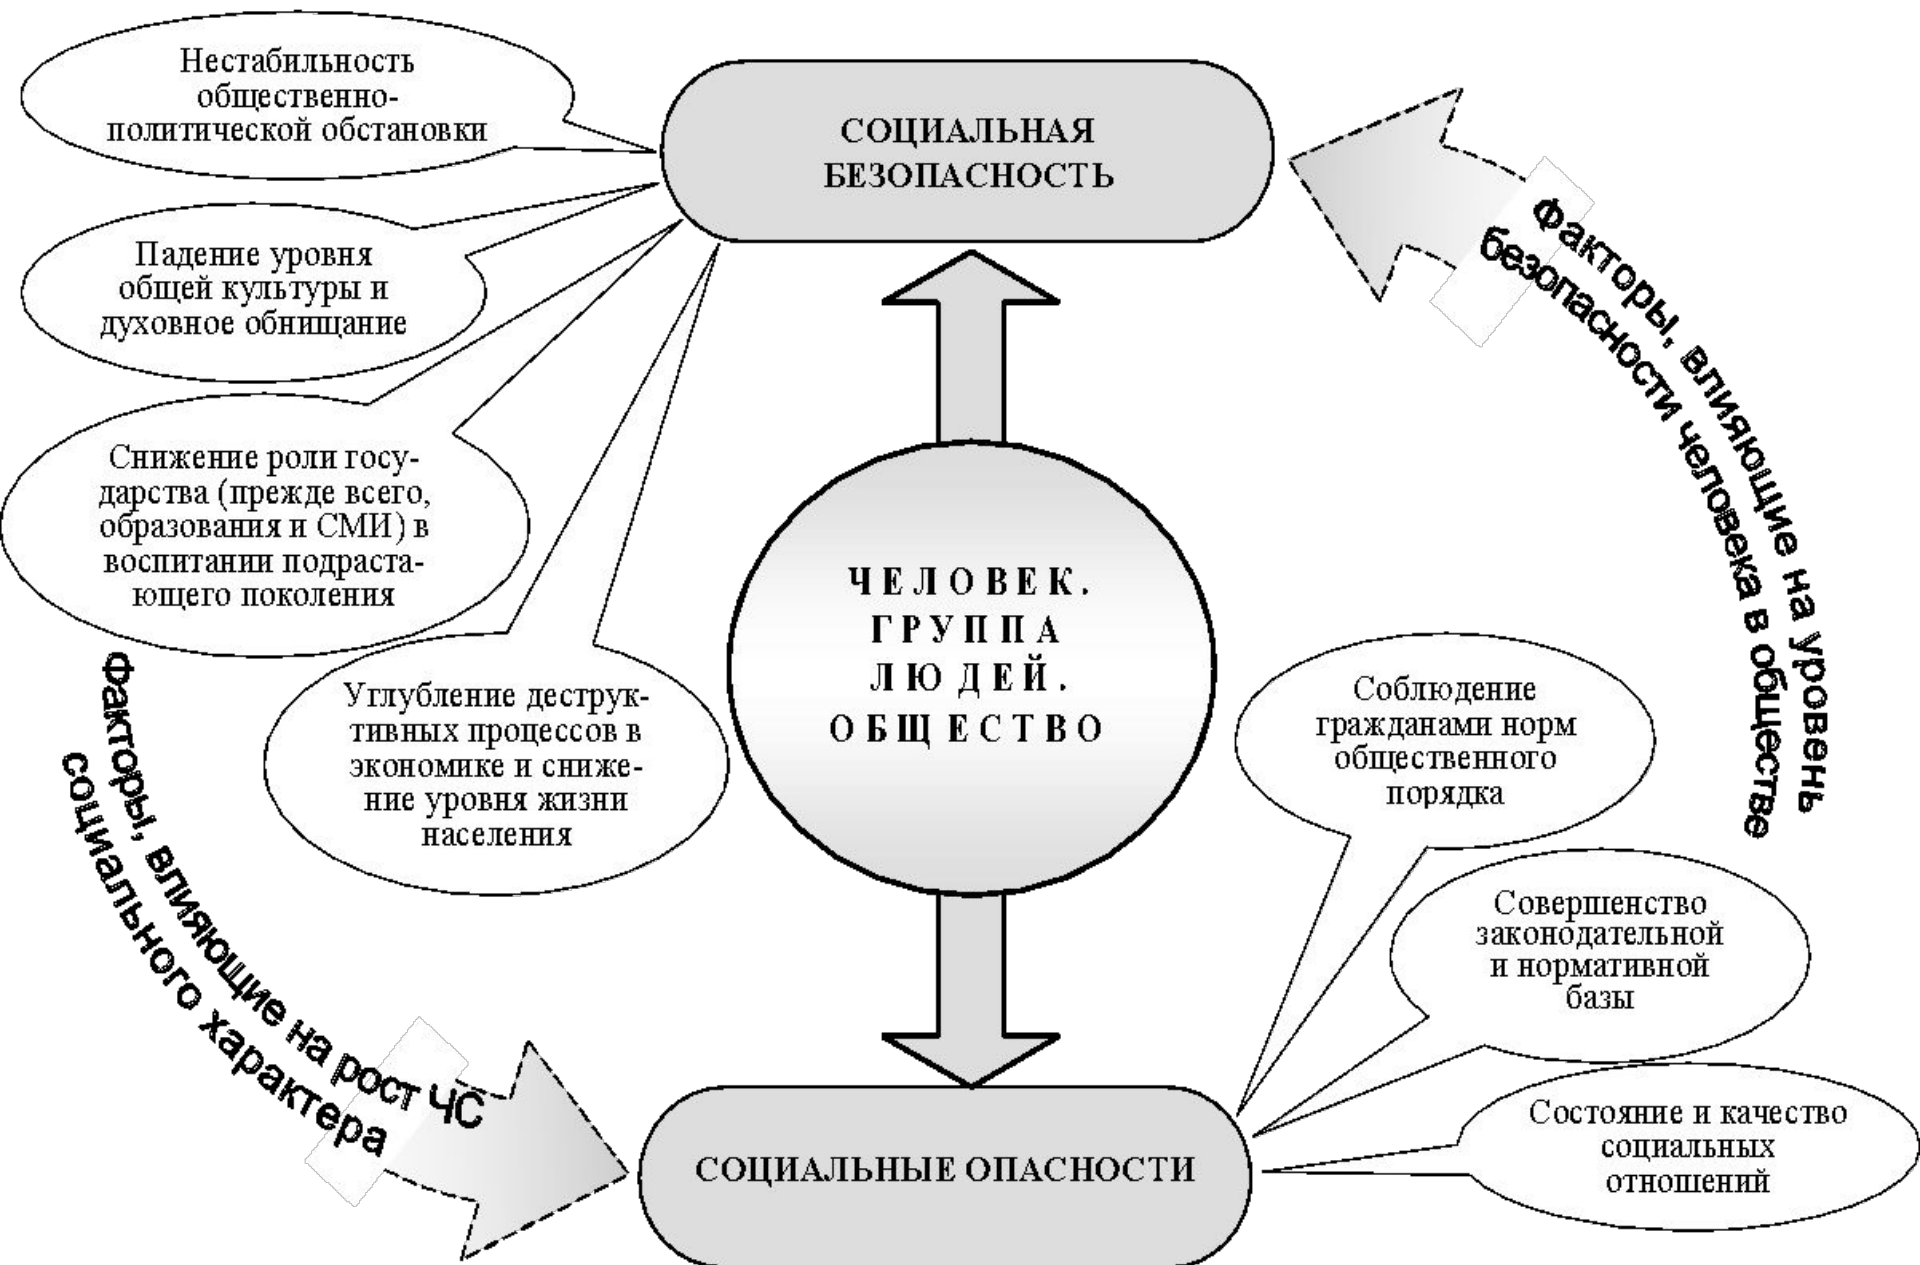 Нестабильность
общественно-
политической обстановки
Падение уровня
общей культуры и
духовное обнищание
Снижение роли госу-
дарства (прежде всего,
образования и СМИ) в
воспитании подраста-
ющего поколения
Углубление деструк-
тивных процессов в
экономике и сниже-
ние уровня жизни
населения
Факторы, влияющие на рост ЧС
социального характера
СОЦИАЛЬНАЯ
БЕЗОПАСНОСТЬ
ЧЕЛОВЕК.
ГРУППА
ЛЮДЕЙ.
ОБЩЕСТВО
СОЦИАЛЬНЫЕ ОПАСНОСТИ
Факторы, влияющие на уровень
безопасности человека в обществе
Соблюдение
гражданами норм
общественного
порядка
Совершенство
законодательной
и нормативной
базы
Состояние и качество
социальных
отношений